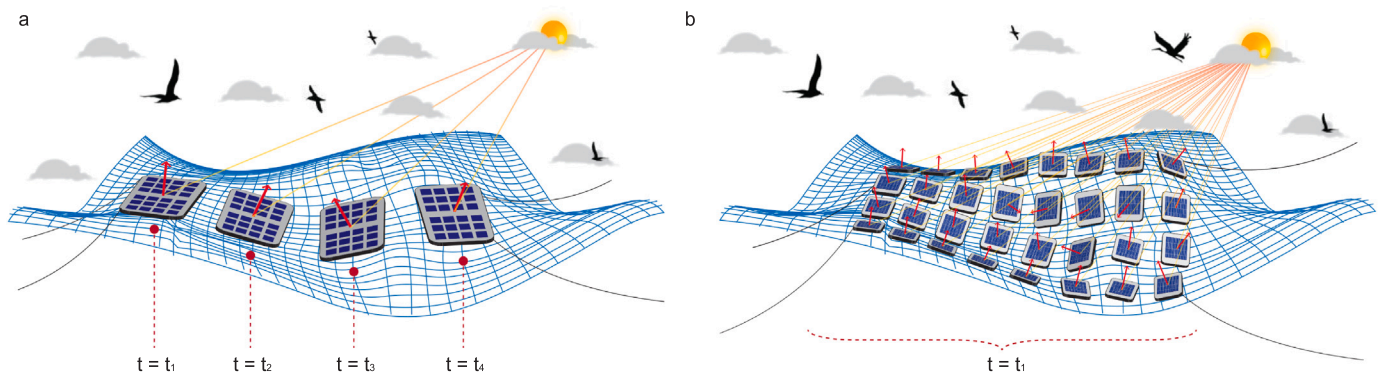 a
b
t = t₁
t = t₂
t = t₃
t = t₄
t = t₁